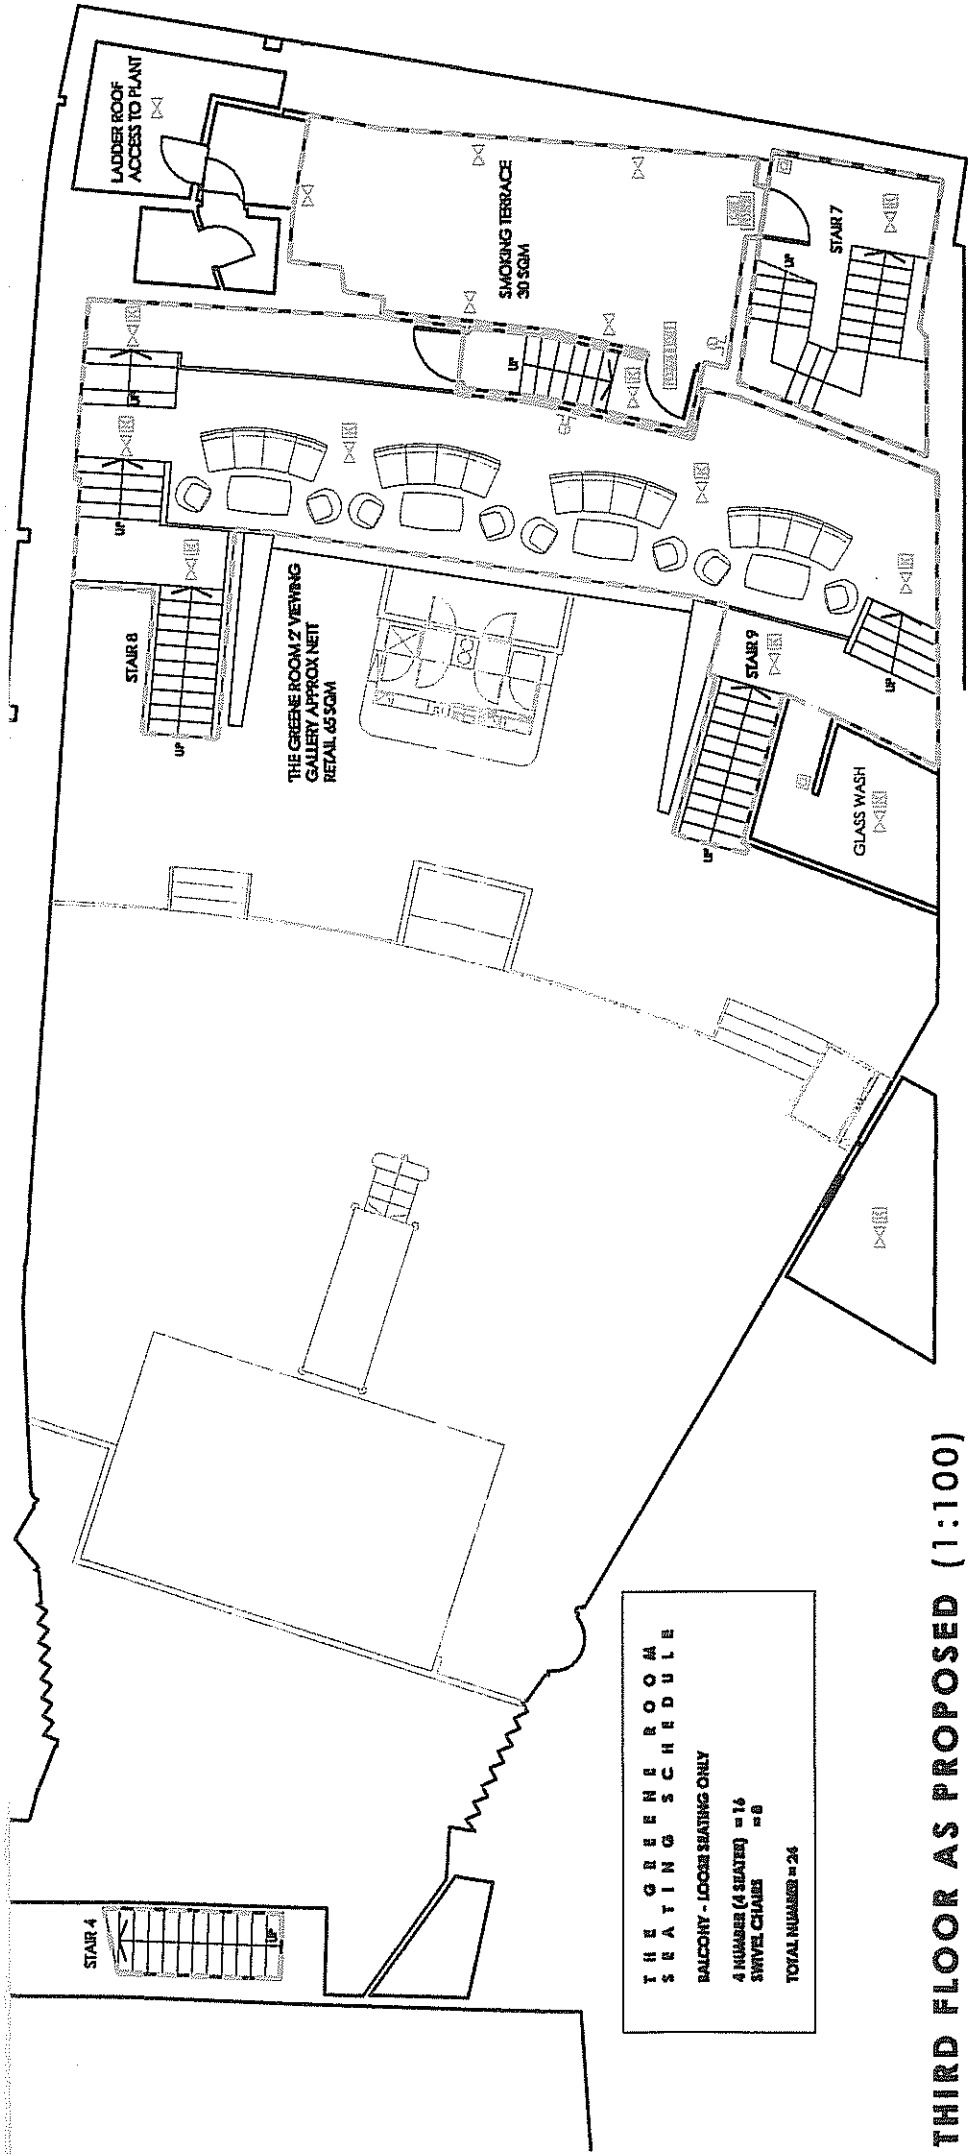 LADDER ROOF
ACCESS TO PLANT
SMOKING TERRACE
30 SQM
STAIR 7
UP
UP
UP
UP
UP
STAIR 8
UP
THE GREENE ROOM 2 VIEWING
GALLERY APPROX NETT
RETAIL 65 SQM
STAIR 9
UP
UP
GLASS WASH
STAIR 4
UP
THE GREENE ROOM
SEATING SCHEDULE
BALCONY - LOOSE SEATING ONLY
4 NUMBER (4 SEATER) = 16
SWIVEL CHAIRS = 8
TOTAL NUMBER = 24
THIRD FLOOR AS PROPOSED (1:100)